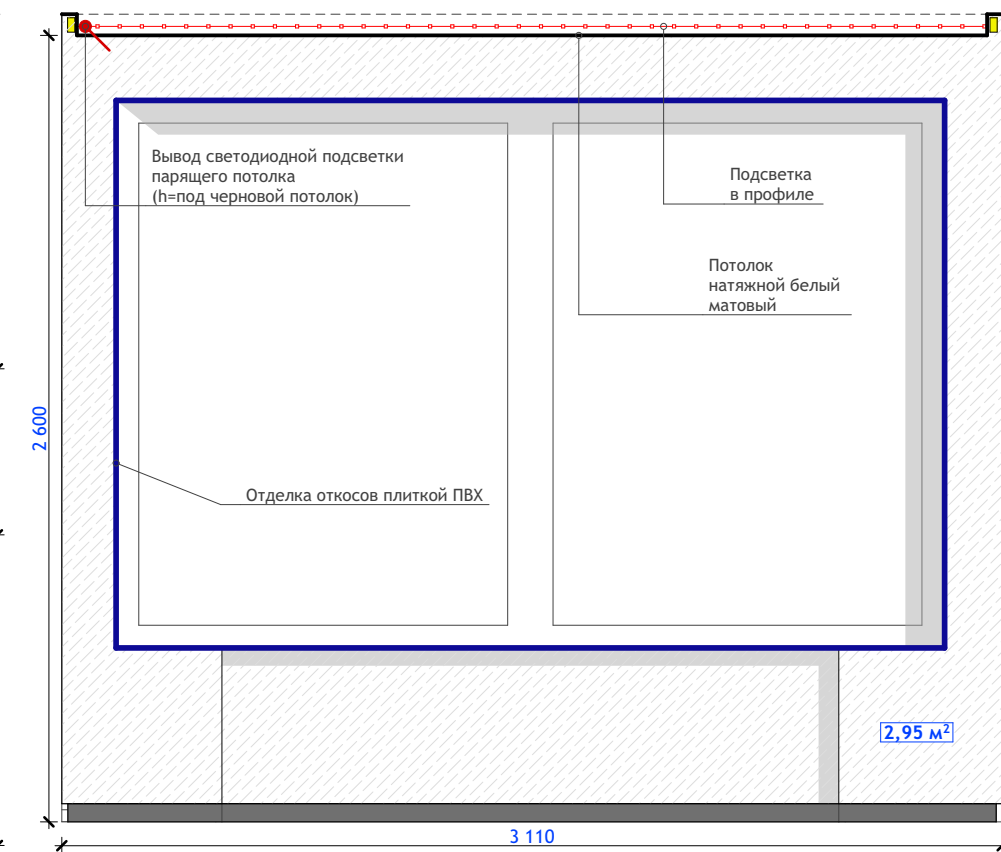 Вывод светодиодной подсветки
парящего потолка
(h=под черновой потолок)
Подсветка
в профиле
Потолок
натяжной белый
матовый
2 600
Отделка откосов плиткой ПВХ
2,95 м²
3 110